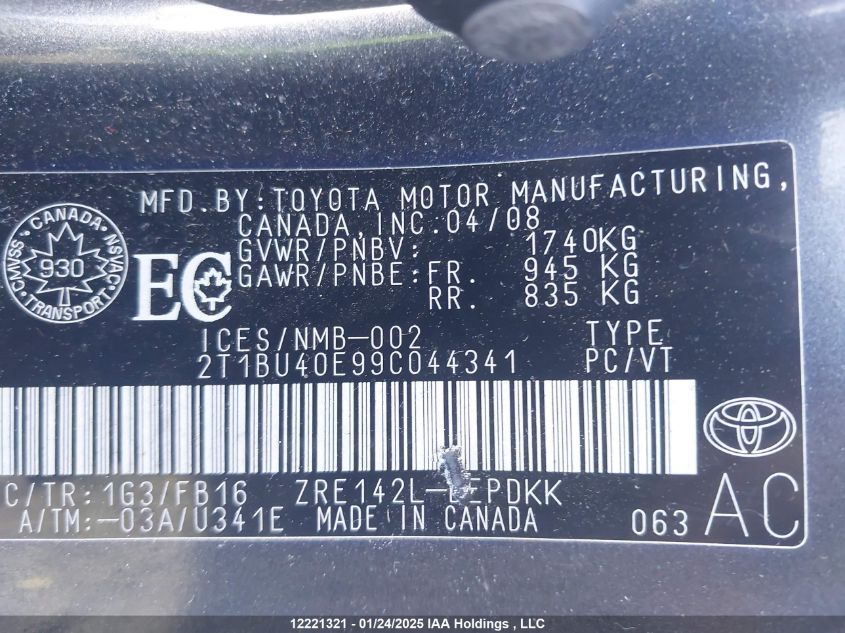 MFD.BY:TOYOTA MOTOR MANUFACTURING,
CANADA,INC.04/08
GVWR/PNBV: 1740KG
GAWR/PNBE:FR. 945 KG
RR. 835 KG
CANADA
CMVSS 930 NSVAC
TRANSPORT
EC
ICES/NMB-002 TYPE
2T1BU40E99C044341 PC/VT
C/TR:1G3/FB16
A/TM:-03A/U341E MADE IN CANADA 063 AC
12221321 - 01/24/2025 IAA Holdings , LLC